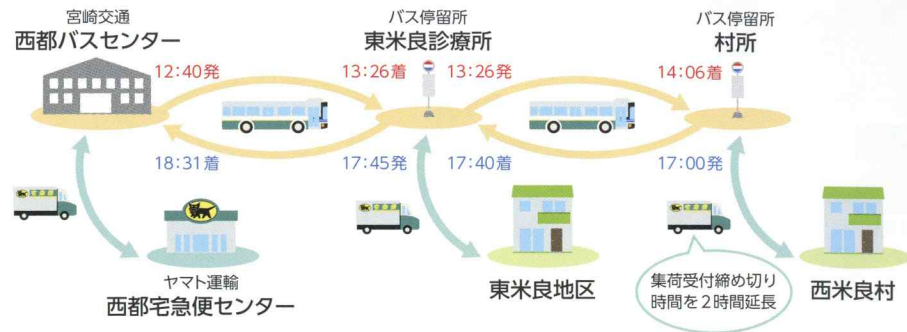 宮崎交通
西都バスセンター
バス停留所
東米良診療所
バス停留所
村所
12:40発
13:26着
13:26発
14:06着
18:31着
17:45発
17:40着
17:00発
ヤマト運輸
西都宅急便センター
東米良地区
集荷受付締め切り
時間を2時間延長
西米良村